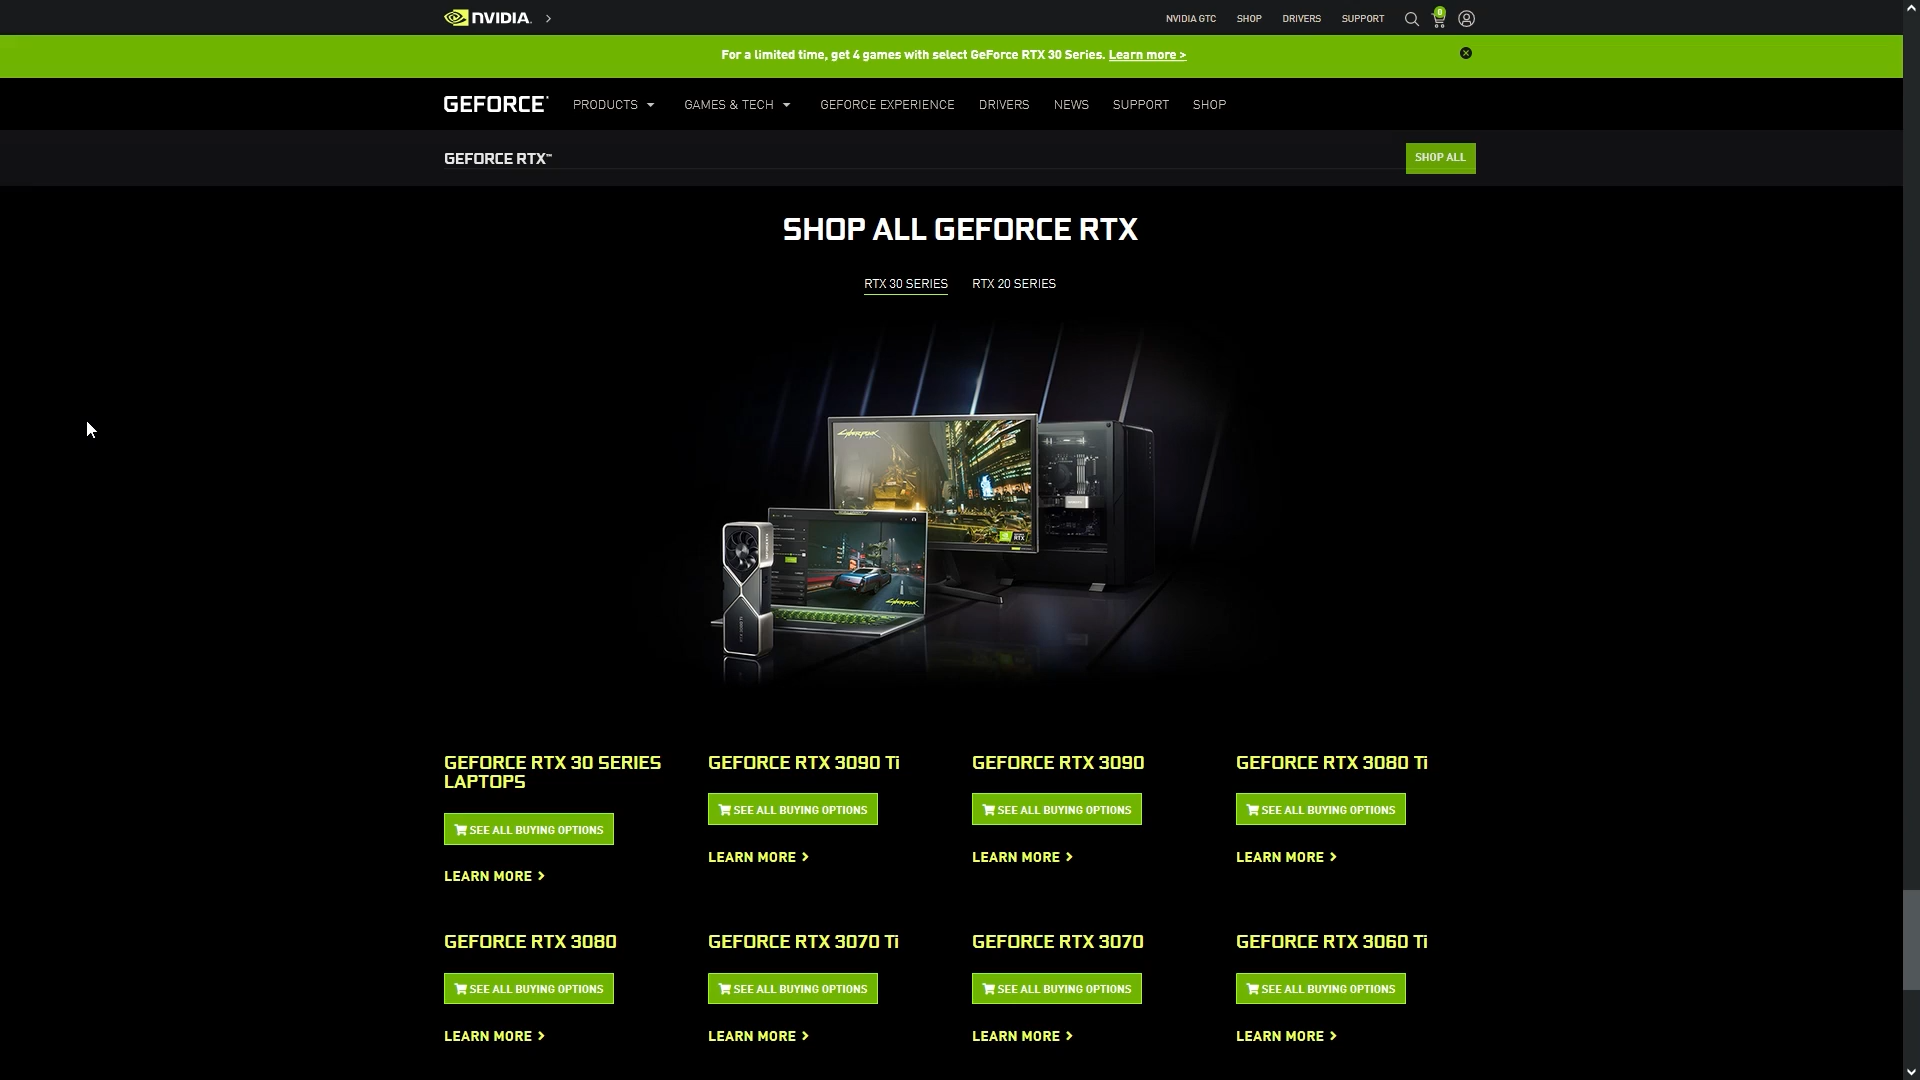 NVIDIA.
NVIDIA GTC
SHOP
DRIVERS
SUPPORT
0
For a limited time, get 4 games with select GeForce RTX 30 Series. Learn more >
GEFORCE
PRODUCTS
GAMES & TECH
GEFORCE EXPERIENCE
DRIVERS
NEWS
SUPPORT
SHOP
GEFORCE RTX™
SHOP ALL
SHOP ALL GEFORCE RTX
RTX 30 SERIES
RTX 20 SERIES
Cyberpunk
RTX
Cyberpunk
GEFORCE RTX 30 SERIES
LAPTOPS
SEE ALL BUYING OPTIONS
LEARN MORE >
GEFORCE RTX 3090 Ti
SEE ALL BUYING OPTIONS
LEARN MORE >
GEFORCE RTX 3090
SEE ALL BUYING OPTIONS
LEARN MORE >
GEFORCE RTX 3080 Ti
SEE ALL BUYING OPTIONS
LEARN MORE >
GEFORCE RTX 3080
SEE ALL BUYING OPTIONS
LEARN MORE >
GEFORCE RTX 3070 Ti
SEE ALL BUYING OPTIONS
LEARN MORE >
GEFORCE RTX 3070
SEE ALL BUYING OPTIONS
LEARN MORE >
GEFORCE RTX 3060 Ti
SEE ALL BUYING OPTIONS
LEARN MORE >